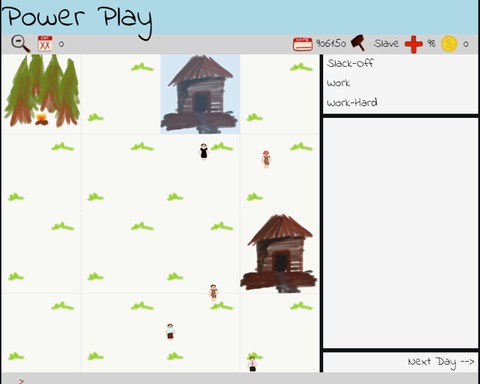 Power Play
0 906150 Slave 98 0
Slack-Off
Work
Work-Hard
Next Day -->
>